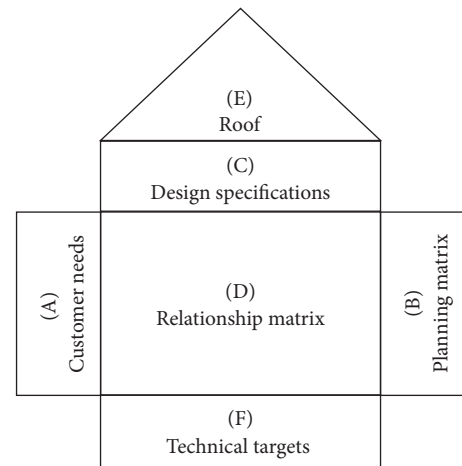 (E)
Roof
(C)
Design specifications
(A)
Customer needs
(D)
Relationship matrix
(B)
Planning matrix
(F)
Technical targets